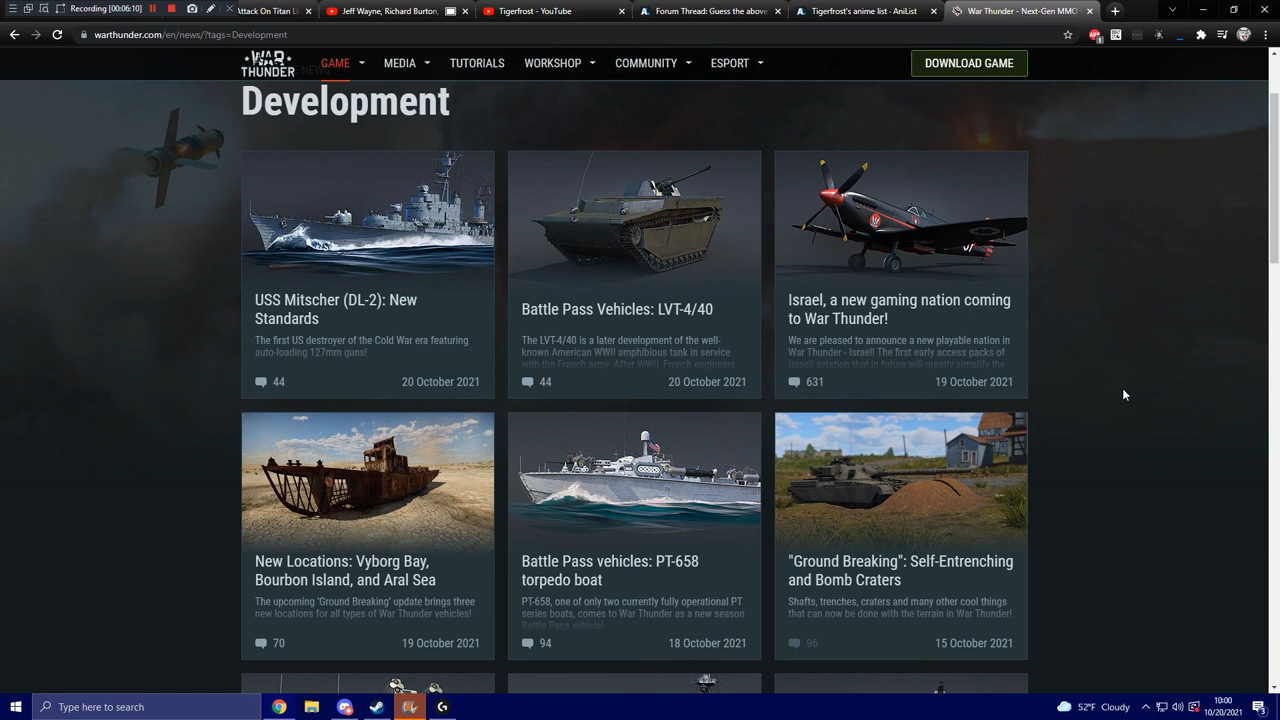 Recording [00:06:10]
Attack On Titan Li
Jeff Wayne, Richard Burton,
Tigerfrost - YouTube
Forum Thread: Guess the above
Tigerfrost's anime list - AniList
War Thunder - Next-Gen MMO
warthunder.com/en/news/?tags=Development
WAR THUNDER
GAME
MEDIA
TUTORIALS
WORKSHOP
COMMUNITY
ESPORT
DOWNLOAD GAME
Development
USS Mitscher (DL-2): New
Standards
The first US destroyer of the Cold War era featuring
auto-loading 127mm guns!
44
20 October 2021
Battle Pass Vehicles: LVT-4/40
The LVT-4/40 is a later development of the well-
known American WWII amphibious tank in service
with the French army. After WWII, French engineers
44
20 October 2021
Israel, a new gaming nation coming
to War Thunder!
We are pleased to announce a new playable nation in
War Thunder - Israel! The first early access packs of
Israeli aviation that in future will greatly simplify the
631
19 October 2021
New Locations: Vyborg Bay,
Bourbon Island, and Aral Sea
The upcoming 'Ground Breaking' update brings three
new locations for all types of War Thunder vehicles!
70
19 October 2021
Battle Pass vehicles: PT-658
torpedo boat
PT-658, one of only two currently fully operational PT
series boats, comes to War Thunder as a new season
Battle Pass vehicle!
94
18 October 2021
"Ground Breaking": Self-Entrenching
and Bomb Craters
Shafts, trenches, craters and many other cool things
that can now be done with the terrain in War Thunder!
96
15 October 2021
Type here to search
52°F Cloudy
10:00
10/20/2021
3